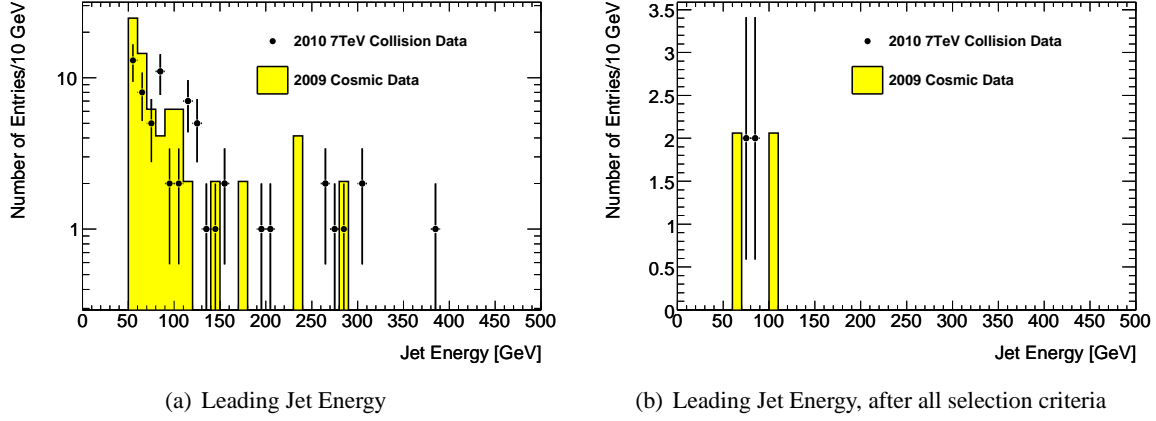 Number of Entries/10 GeV
10
1
2010 7TeV Collision Data
2009 Cosmic Data
0 50 100 150 200 250 300 350 400 450 500
Jet Energy [GeV]
(a) Leading Jet Energy
Number of Entries/10 GeV
3.5
3
2.5
2
1.5
1
0.5
0
2010 7TeV Collision Data
2009 Cosmic Data
0 50 100 150 200 250 300 350 400 450 500
Jet Energy [GeV]
(b) Leading Jet Energy, after all selection criteria